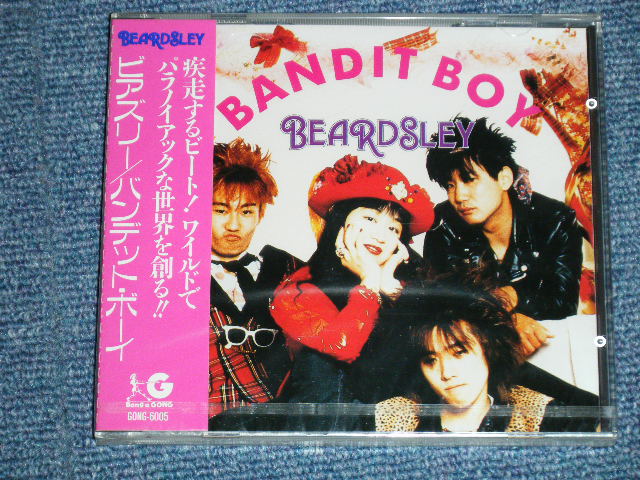 BEARDSLEY
疾走するビート!ワイルドで
パラノイアックな世界を創る!!
ビアズリー/バンデット・ボーイ
Bang a GONG
G
GONG-6005
BANDIT BOY
BEARDSLEY